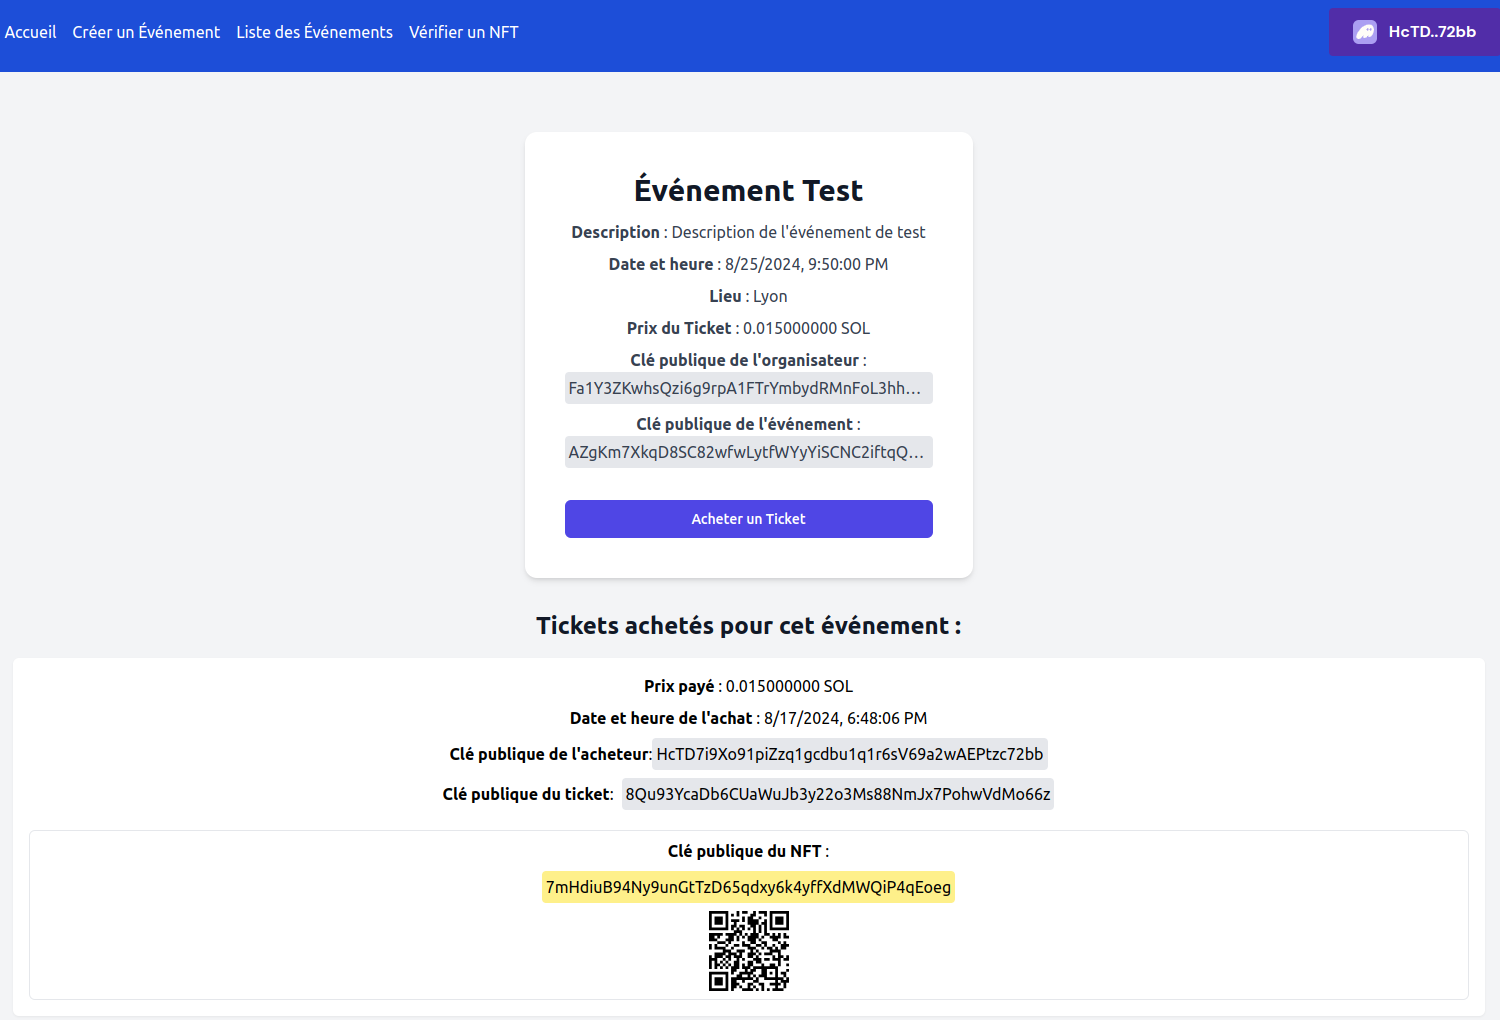 Accueil Créer un Événement Liste des Événements Vérifier un NFT HcTD..72bb
Événement Test
Description : Description de l'événement de test
Date et heure : 8/25/2024, 9:50:00 PM
Lieu : Lyon
Prix du Ticket : 0.015000000 SOL
Clé publique de l'organisateur :
Fa1Y3ZKwhsQzi6g9rpA1FTrYmbydRMnFoL3hh...
Clé publique de l'événement :
AZgKm7XkqD8SC82wfwLytfWYyYiSCNC2iftqQ...
Acheter un Ticket
Tickets achetés pour cet événement :
Prix payé : 0.015000000 SOL
Date et heure de l'achat : 8/17/2024, 6:48:06 PM
Clé publique de l'acheteur: HcTD7i9Xo91piZzq1gcdbu1q1r6sV69a2wAEPtzc72bb
Clé publique du ticket: 8Qu93YcaDb6CUaWuJb3y22o3Ms88NmJx7PohwVdMo66z
Clé publique du NFT :
7mHdiuB94Ny9unGtTzD65qdxy6k4yffXdMWQiP4qEoeg